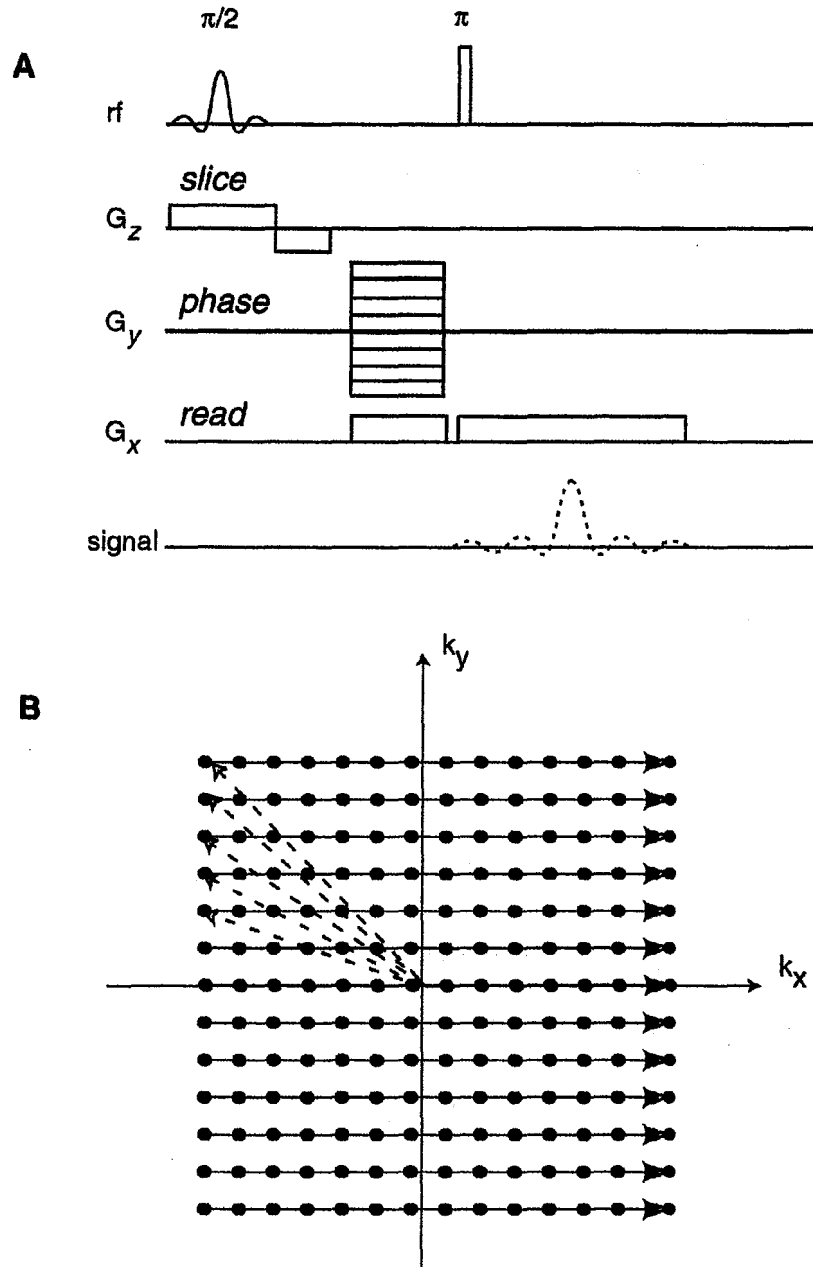 π/2 π
A
rf
slice
G_z
phase
G_y
read
G_x
signal
k_y
B
k_x